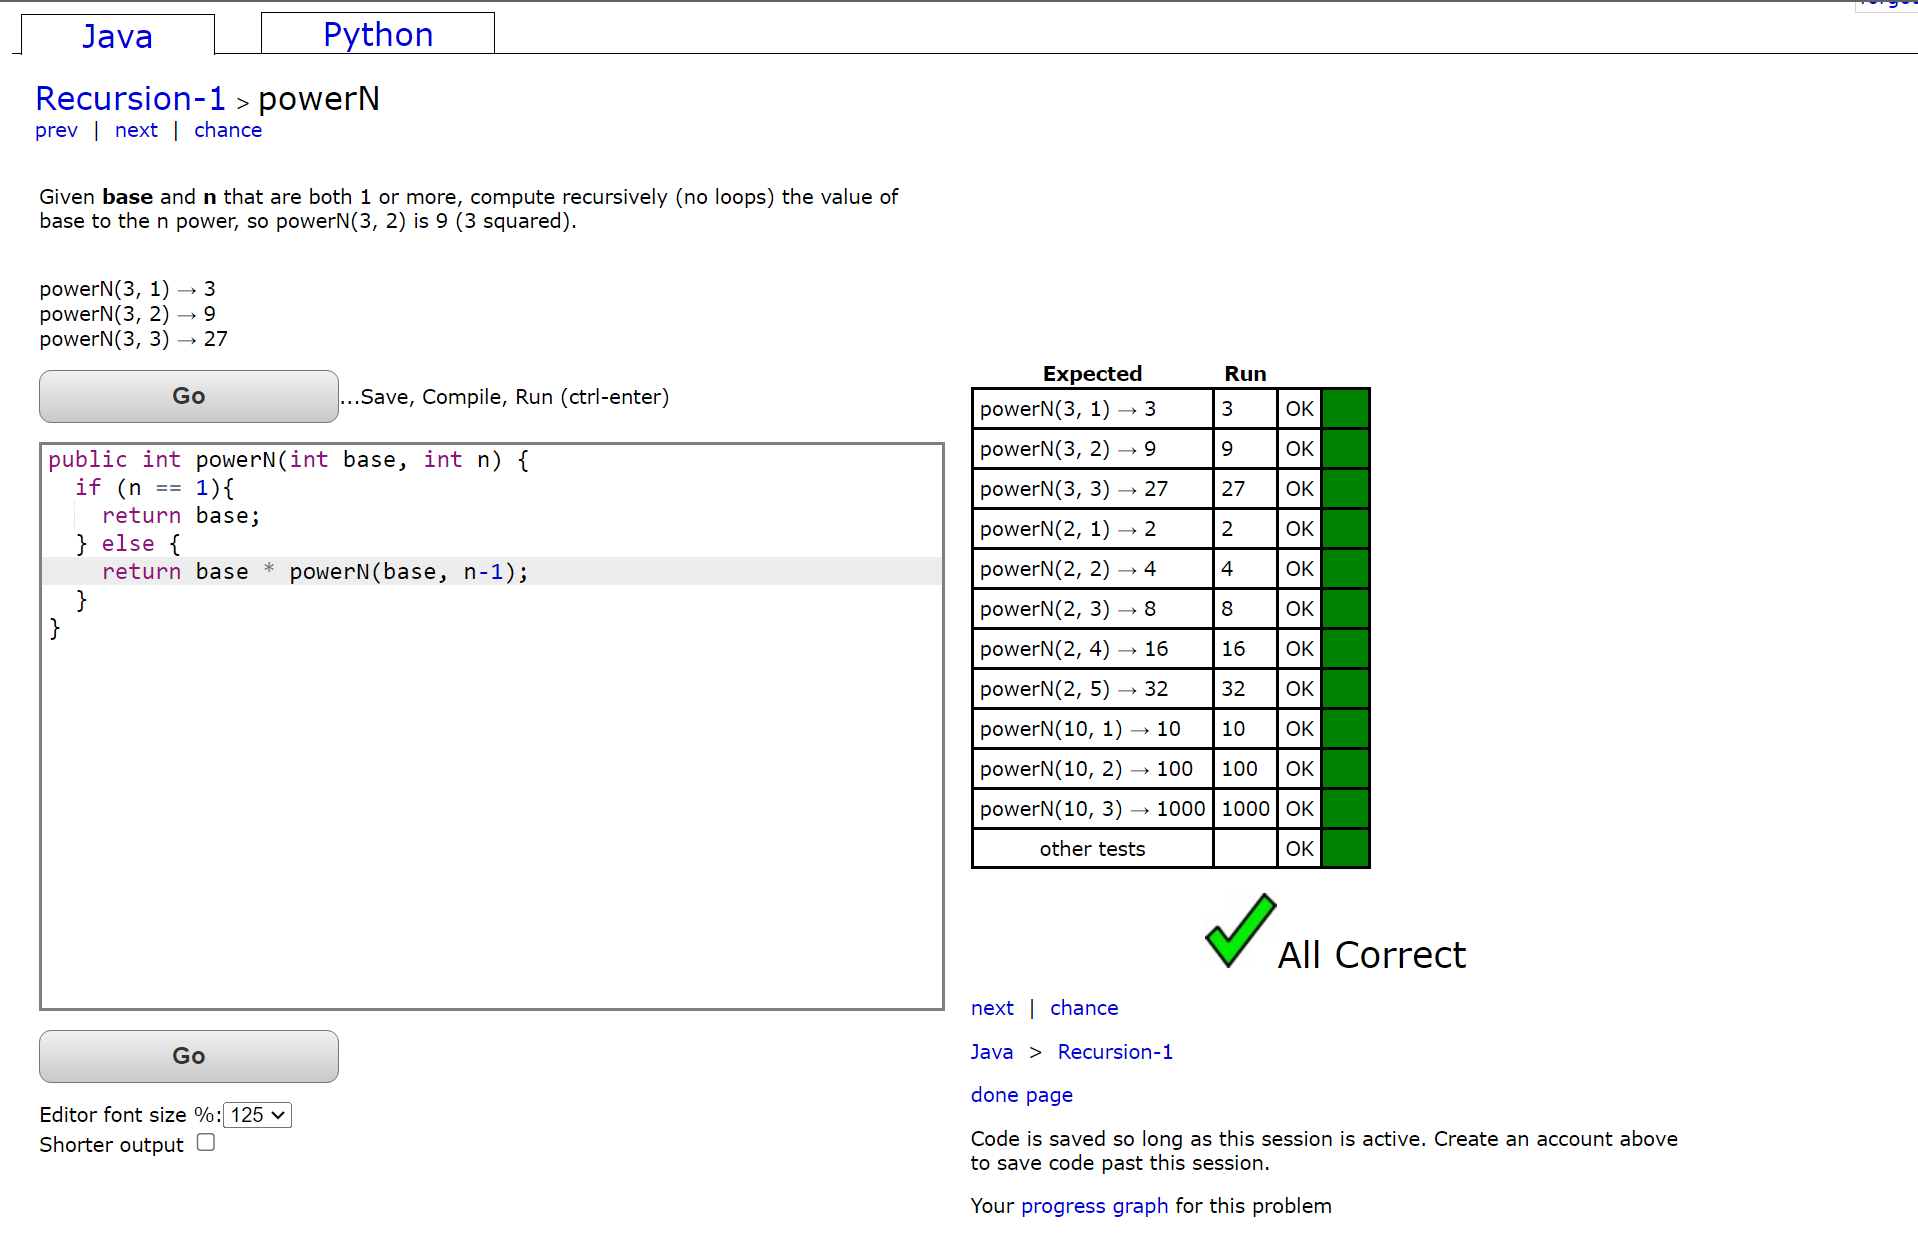 Java
Python
Recursion-1 > powerN
prev | next | chance
Given base and n that are both 1 or more, compute recursively (no loops) the value of
base to the n power, so powerN(3, 2) is 9 (3 squared).
powerN(3, 1) → 3
powerN(3, 2) → 9
powerN(3, 3) → 27
Go
...Save, Compile, Run (ctrl-enter)
public int powerN(int base, int n) {
  if (n == 1){
    return base;
  } else {
    return base * powerN(base, n-1);
  }
}
Go
Editor font size %: 125
Shorter output
Expected Run
powerN(3, 1) → 3 3 OK
powerN(3, 2) → 9 9 OK
powerN(3, 3) → 27 27 OK
powerN(2, 1) → 2 2 OK
powerN(2, 2) → 4 4 OK
powerN(2, 3) → 8 8 OK
powerN(2, 4) → 16 16 OK
powerN(2, 5) → 32 32 OK
powerN(10, 1) → 10 10 OK
powerN(10, 2) → 100 100 OK
powerN(10, 3) → 1000 1000 OK
other tests OK
All Correct
next | chance
Java > Recursion-1
done page
Code is saved so long as this session is active. Create an account above
to save code past this session.
Your progress graph for this problem